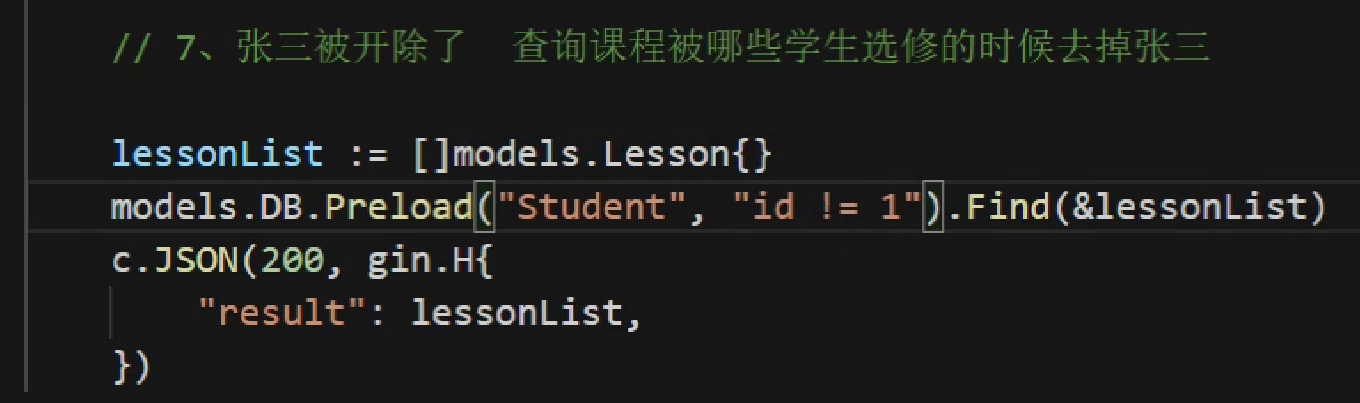 // 7、张三被开除了  查询课程被哪些学生选修的时候去掉张三
lessonList := []models.Lesson{}
models.DB.Preload("Student", "id != 1").Find(&lessonList)
c.JSON(200, gin.H{
    "result": lessonList,
})